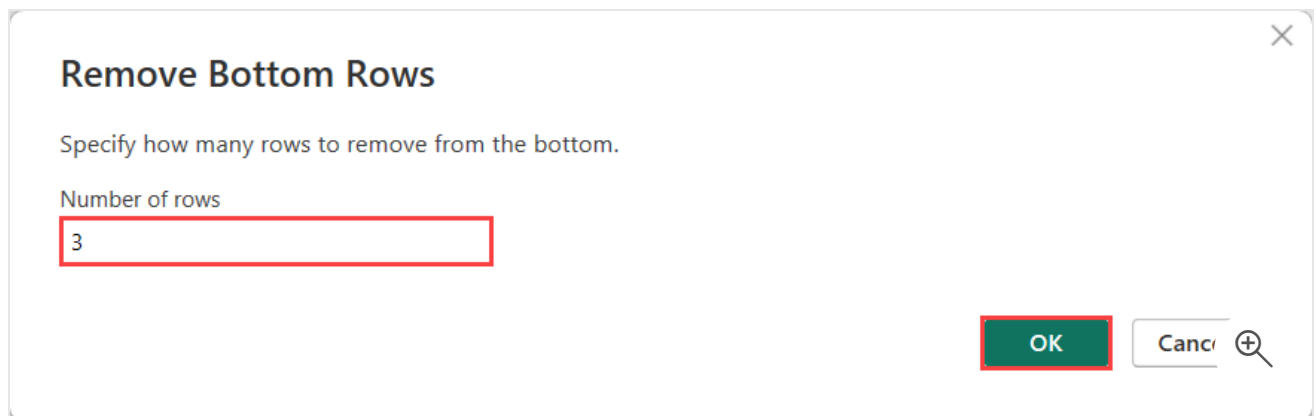 Remove Bottom Rows
Specify how many rows to remove from the bottom.
Number of rows
3
OK Canc